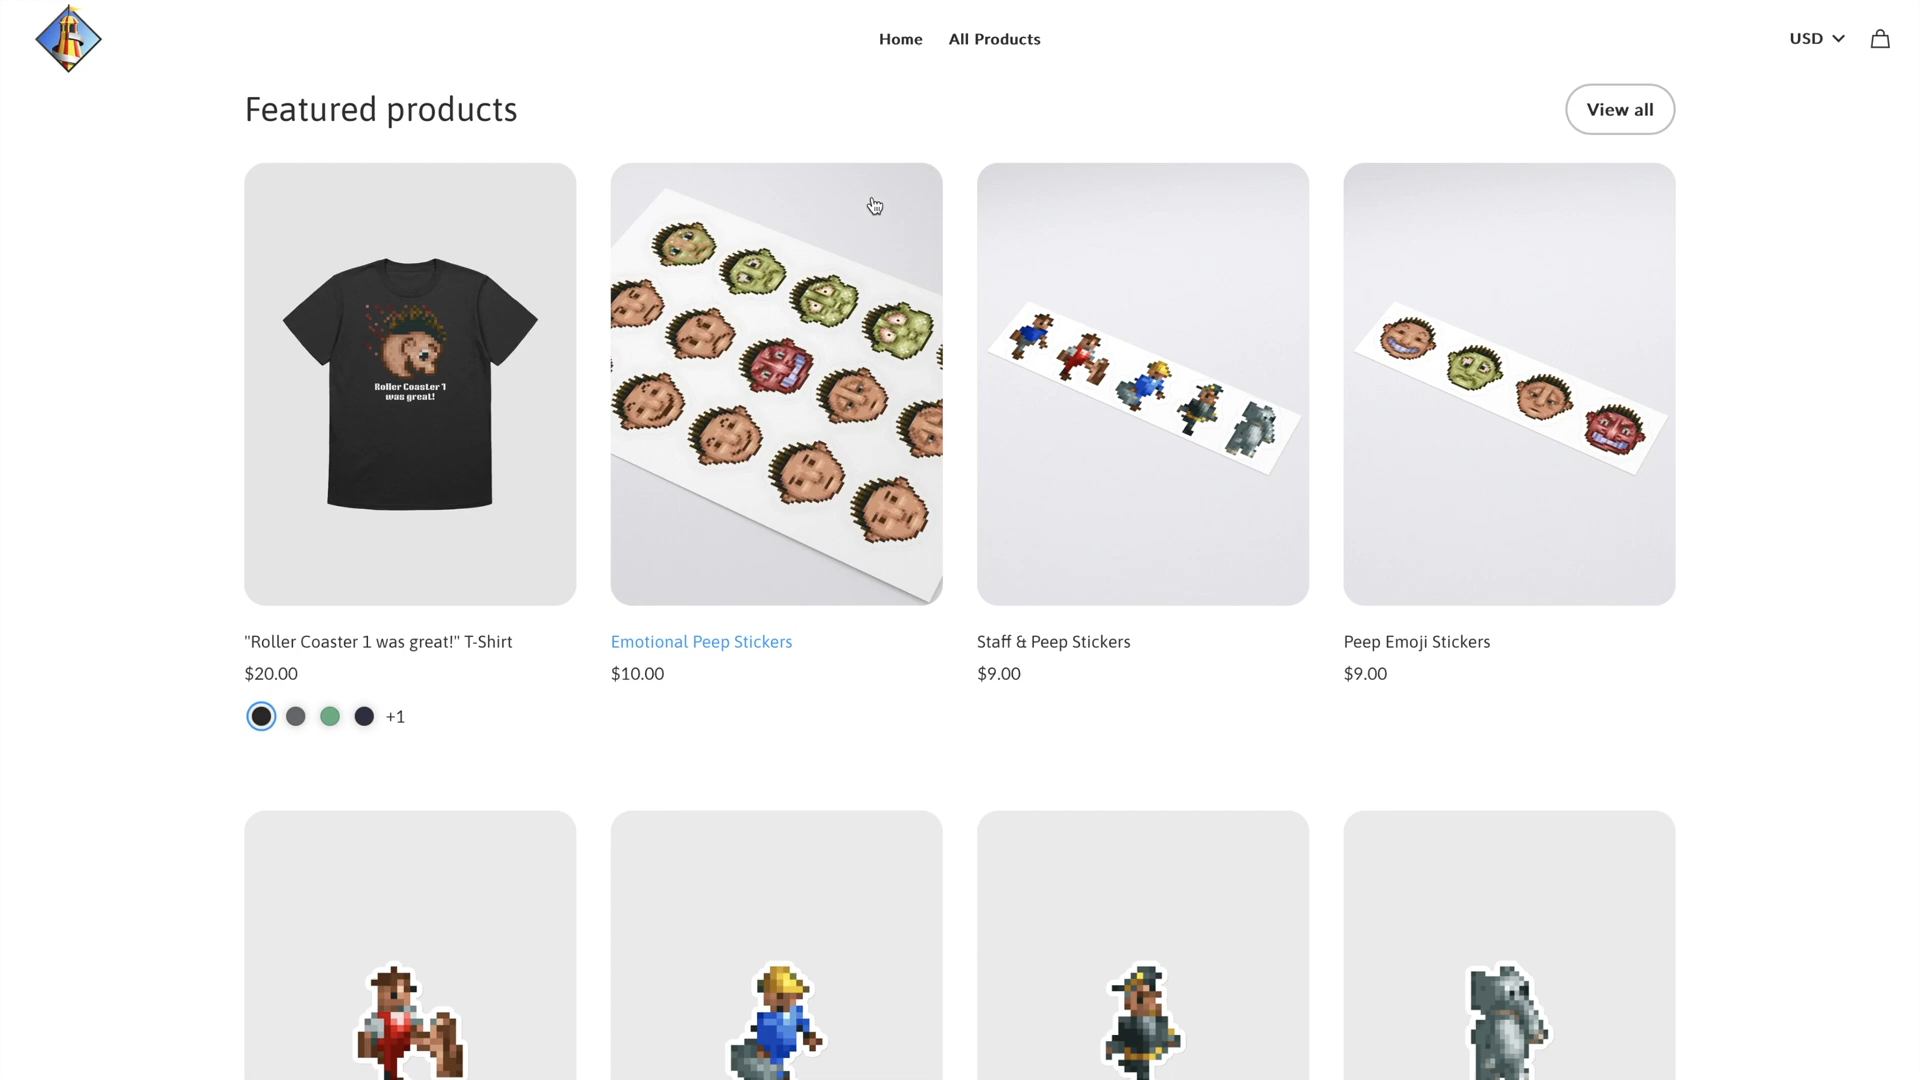 Home
All Products
USD
Featured products
View all
Roller Coaster 1
was great!
"Roller Coaster 1 was great!" T-Shirt
$20.00
+1
Emotional Peep Stickers
$10.00
Staff & Peep Stickers
$9.00
Peep Emoji Stickers
$9.00